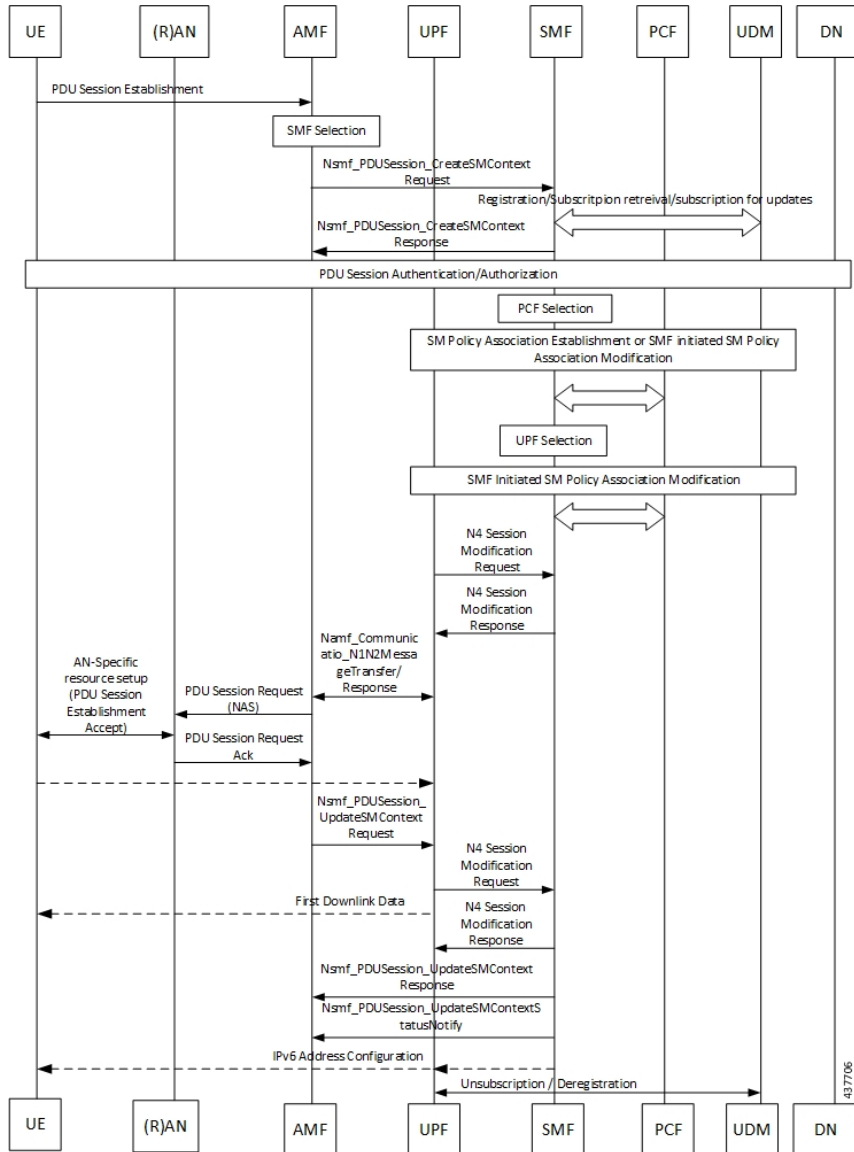 UE (R)AN AMF UPF SMF PCF UDM DN
PDU Session Establishment
SMF Selection
Nsmf_PDUSession_CreateSMContext
Request
Registration/Subscritpion retreival/subscription for updates
Nsmf_PDUSession_CreateSMContext
Response
PDU Session Authentication/Authorization
PCF Selection
SM Policy Association Establishment or SMF initiated SM Policy
Association Modification
UPF Selection
SMF Initiated SM Policy Association Modification
N4 Session
Modification
Request
N4 Session
Modification
Response
Namf_Communic
atio_N1N2Messa
geTransfer/
Response
AN-Specific
resource setup
(PDU Session
Establishment
Accept)
PDU Session Request
(NAS)
PDU Session Request
Ack
Nsmf_PDUSession_
UpdateSMContext
Request
N4 Session
Modification
Request
First Downlink Data
N4 Session
Modification
Response
Nsmf_PDUSession_UpdateSMContext
Response
Nsmf_PDUSession_UpdateSMContextS
tatusNotify
IPv6 Address Configuration
Unsubscription / Deregistration
437706
UE (R)AN AMF UPF SMF PCF UDM DN